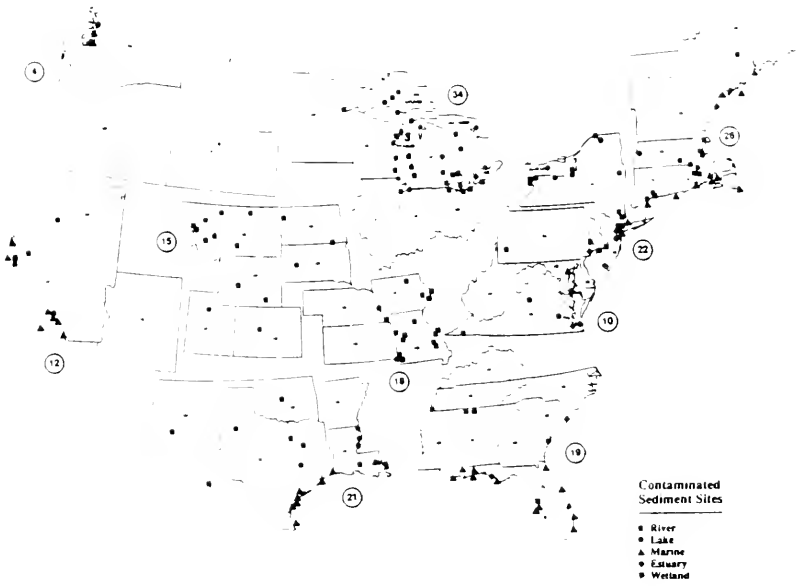 4
34
26
15
22
12
10
18
19
21
Contaminated
Sediment Sites
River
Lake
Marine
Estuary
Wetland